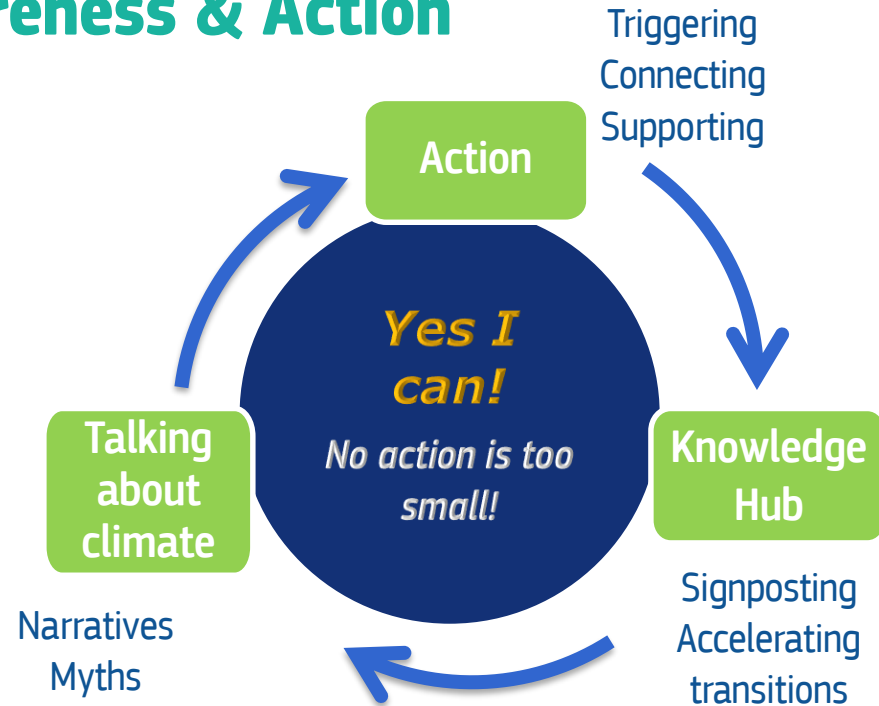 reness & Action
Triggering
Connecting
Supporting
Action
Yes I
can!
No action is too
small!
Talking
about
climate
Knowledge
Hub
Narratives
Myths
Signposting
Accelerating
transitions